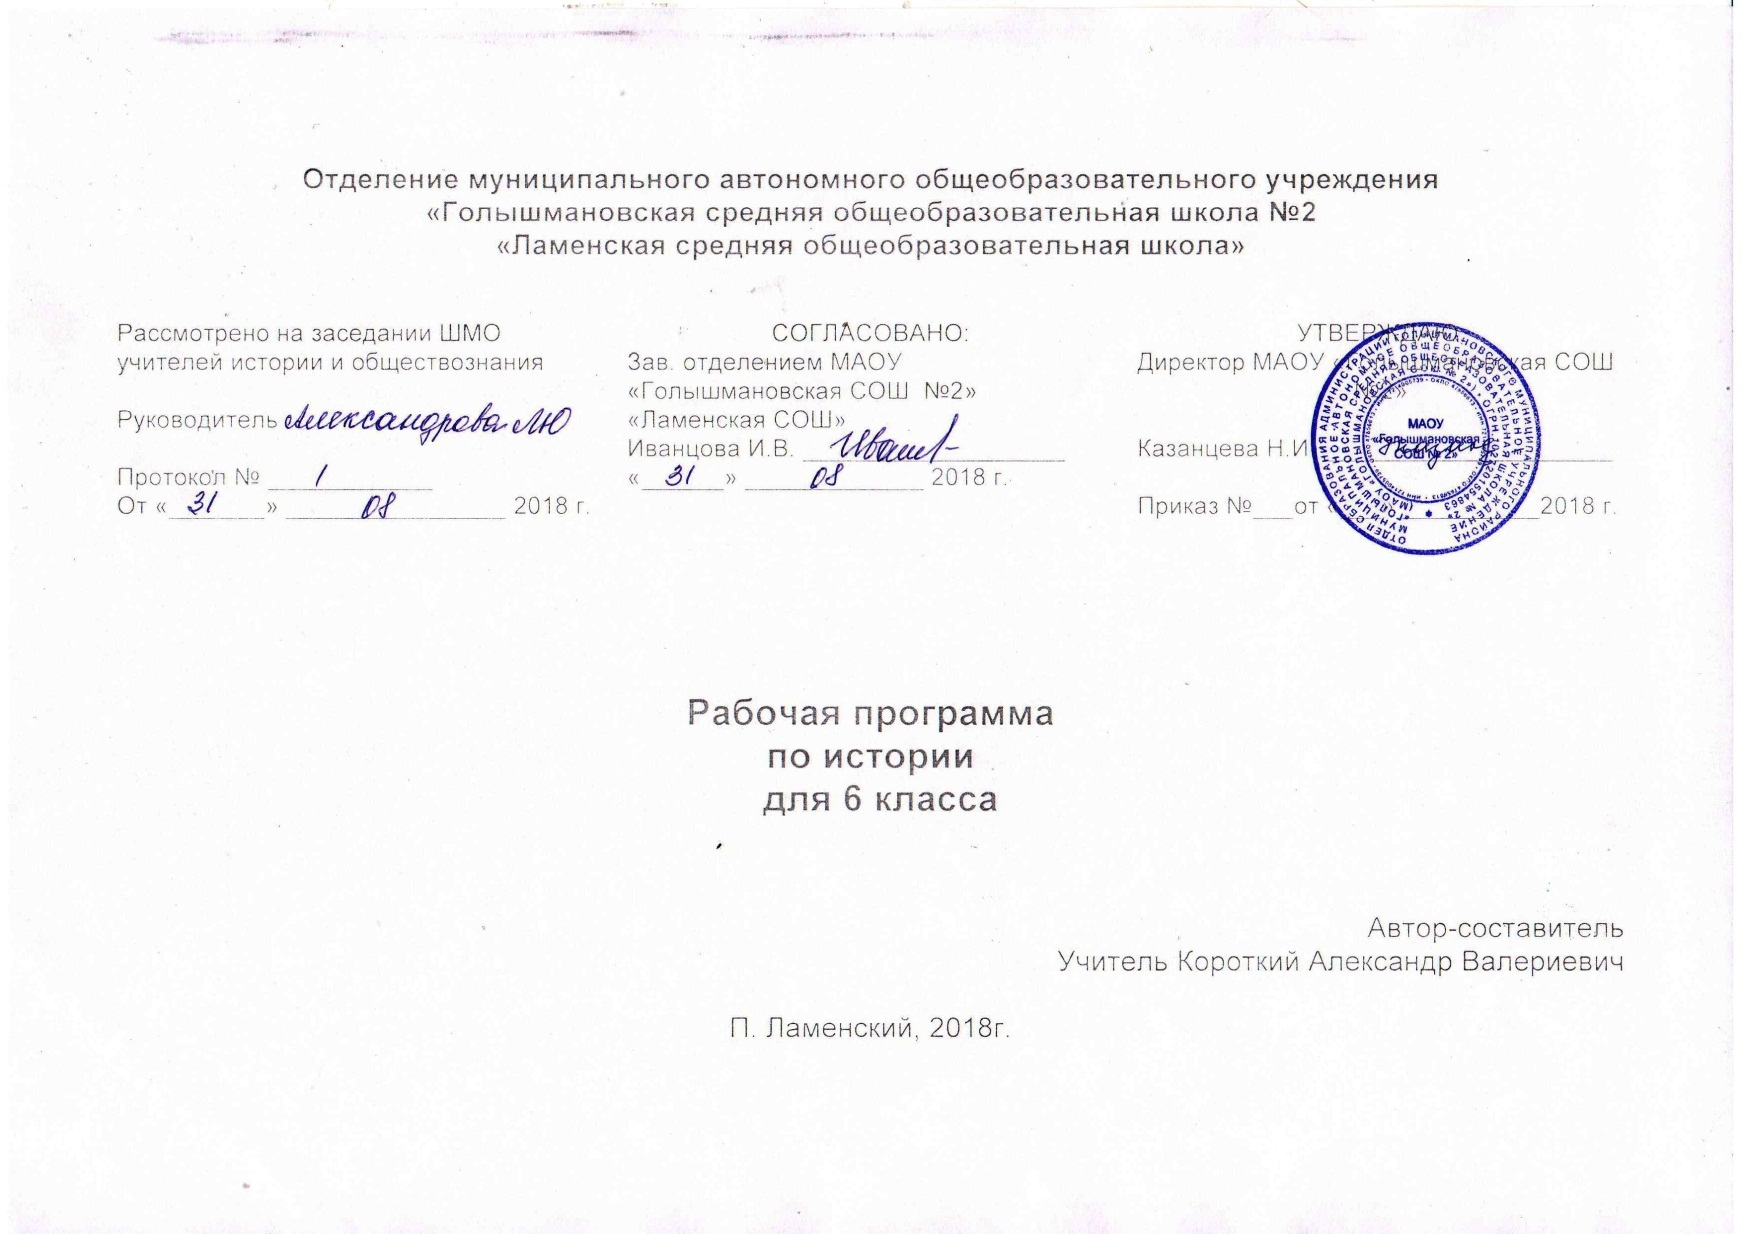 Отделение муниципального автономного общеобразовательного учреждения
«Голышмановская средняя общеобразовательная школа №2
«Ламенская средняя общеобразовательная школа»
Рассмотрено на заседании ШМО
учителей истории и обществознания
Руководитель Александрова ЛЮ
Протокол № 1
От «31» 08 2018 г.
СОГЛАСОВАНО:
Зав. отделением МАОУ
«Голышмановская СОШ №2»
«Ламенская СОШ»
Иванцова И.В.
«31» 08 2018 г.
Директор МАОУ СОШ
Казанцева Н.И
Приказ №___от « 2018 г.
МАОУ
«Голышмановская
СОШ № 2»
Рабочая программа
по истории
для 6 класса
Автор-составитель
Учитель Короткий Александр Валериевич
П. Ламенский, 2018г.